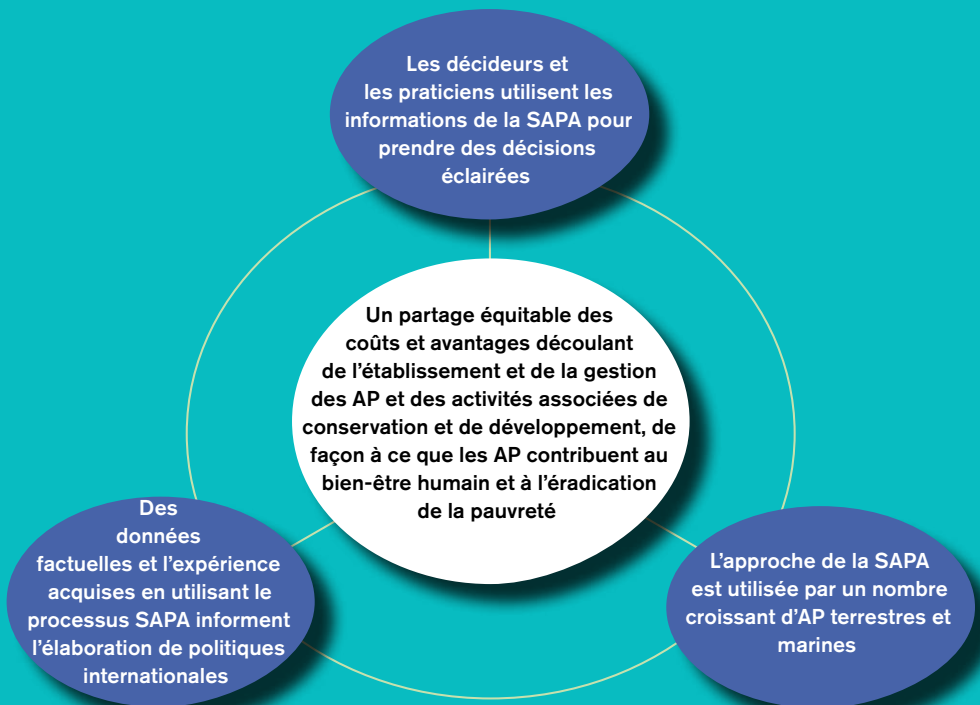 Les décideurs et
les praticiens utilisent les
informations de la SAPA pour
prendre des décisions
éclairées
Un partage équitable des
coûts et avantages découlant
de l’établissement et de la gestion
des AP et des activités associées de
conservation et de développement, de
façon à ce que les AP contribuent au
bien-être humain et à l’éradication
de la pauvreté
Des
données
factuelles et l’expérience
acquises en utilisant le
processus SAPA informent
l’élaboration de politiques
internationales
L’approche de la SAPA
est utilisée par un nombre
croissant d’AP terrestres et
marines